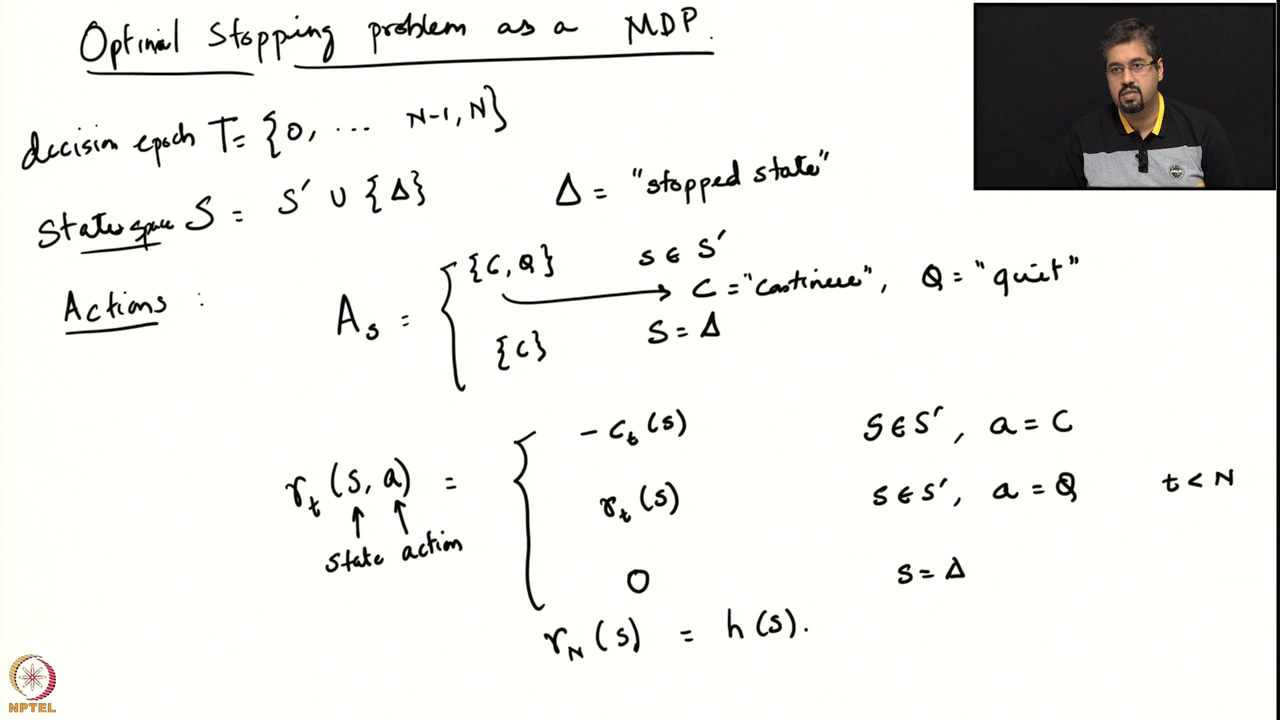 Optimal stopping problem as a MDP.
decision epoch T = {0, ... N-1, N}
State space S = S' ∪ {Δ}    Δ = "stopped state"
Actions :    A_s = { {C, Q}    s ∈ S'
C = "continue", Q = "quit"
{C}    S = Δ
r_t (s, a) = { - c_t (s)    S ∈ S', a = C
r_t (s)    s ∈ S', a = Q    t < N
state action
0    s = Δ
r_N (s) = h (s).
NPTEL